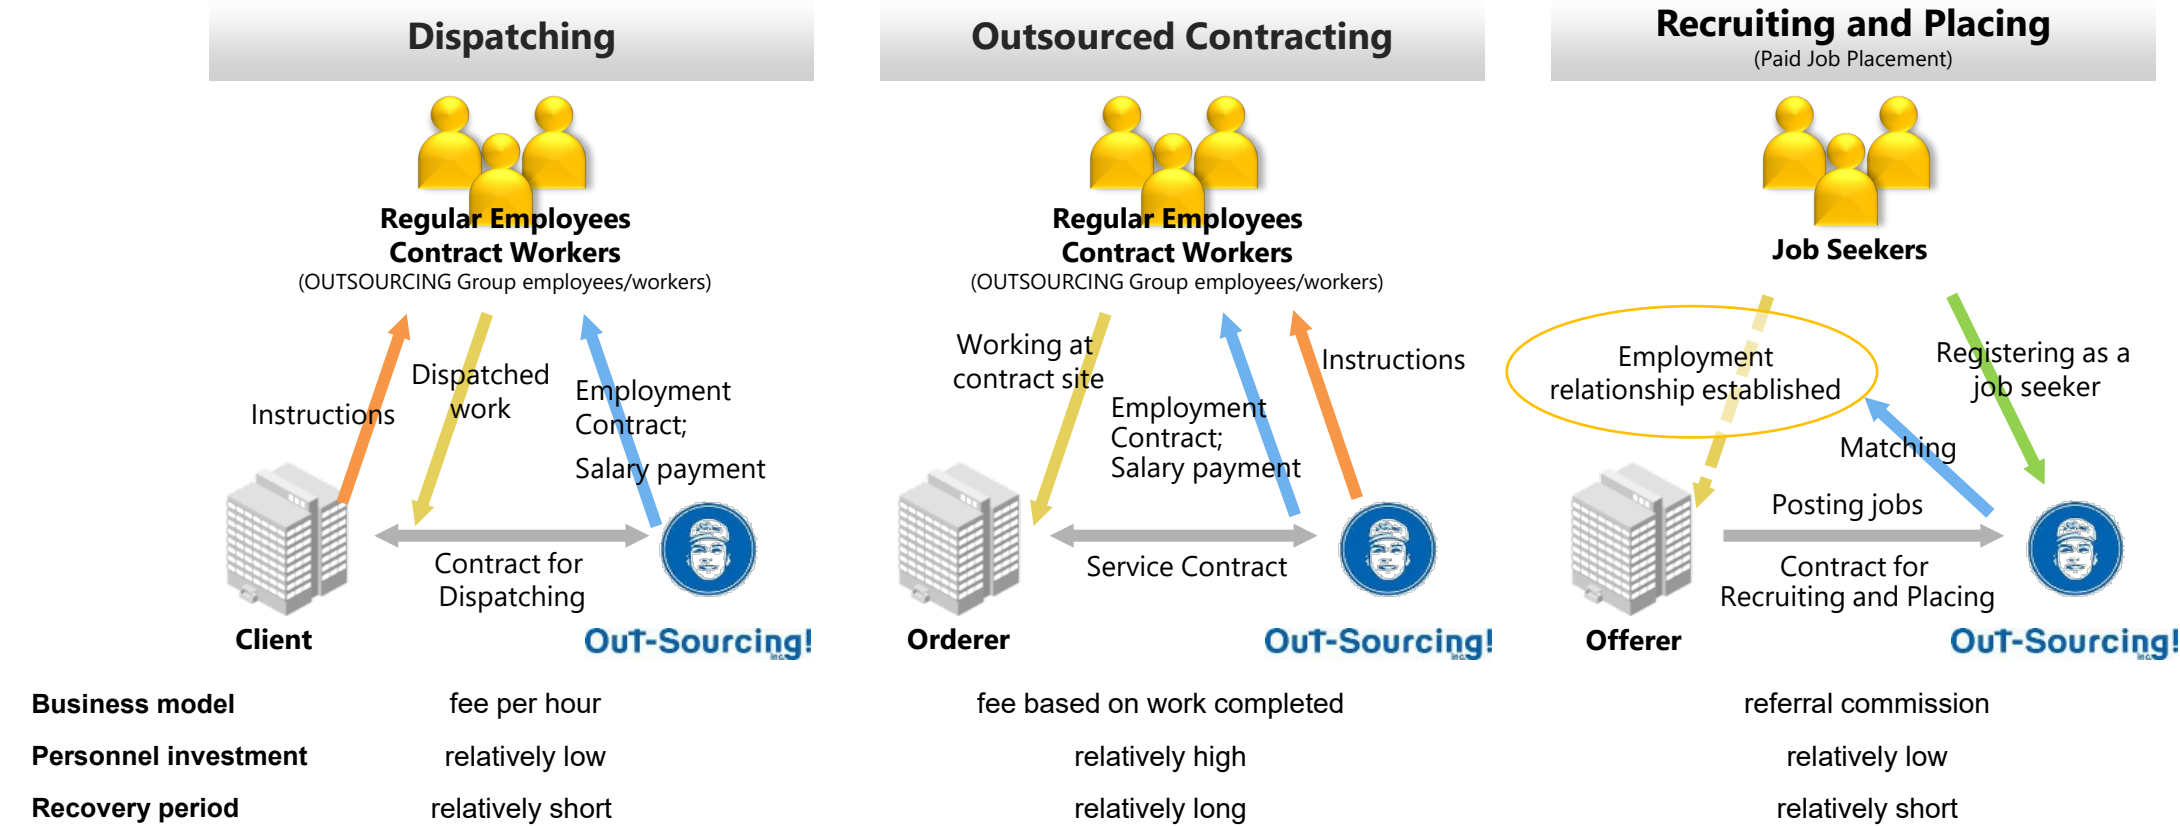 Dispatching
Regular Employees
Contract Workers
(OUTSOURCING Group employees/workers)
Instructions
Dispatched
work
Employment
Contract;
Salary payment
Contract for
Dispatching
Client
OuT-Sourcing!
inc.
Outsourced Contracting
Regular Employees
Contract Workers
(OUTSOURCING Group employees/workers)
Working at
contract site
Employment
Contract;
Salary payment
Instructions
Service Contract
Orderer
OuT-Sourcing!
inc.
Recruiting and Placing
(Paid Job Placement)
Job Seekers
Employment
relationship established
Registering as a
job seeker
Matching
Posting jobs
Contract for
Recruiting and Placing
Offerer
OuT-Sourcing!
inc.
Business model fee per hour fee based on work completed referral commission
Personnel investment relatively low relatively high relatively low
Recovery period relatively short relatively long relatively short